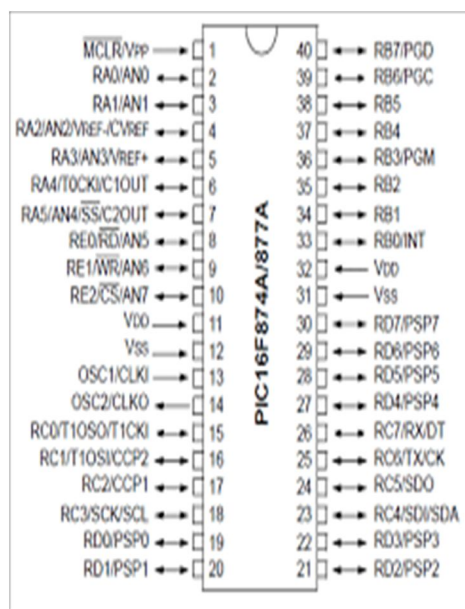 MCLR/VPP 1 40 RB7/PGD
RA0/AN0 2 39 RB6/PGC
RA1/AN1 3 38 RB5
RA2/AN2/VREF-/CVREF 4 37 RB4
RA3/AN3/VREF+ 5 36 RB3/PGM
RA4/T0CKI/C1OUT 6 35 RB2
RA5/AN4/SS/C2OUT 7 34 RB1
RE0/RD/AN5 8 33 RB0/INT
RE1/WR/AN6 9 32 VDD
RE2/CS/AN7 10 31 VSS
VDD 11 30 RD7/PSP7
VSS 12 29 RD6/PSP6
OSC1/CLKI 13 28 RD5/PSP5
OSC2/CLKO 14 27 RD4/PSP4
RC0/T1OSO/T1CKI 15 26 RC7/RX/DT
RC1/T1OSI/CCP2 16 25 RC6/TX/CK
RC2/CCP1 17 24 RC5/SDO
RC3/SCK/SCL 18 23 RC4/SDI/SDA
RD0/PSP0 19 22 RD3/PSP3
RD1/PSP1 20 21 RD2/PSP2
PIC16F874A/877A